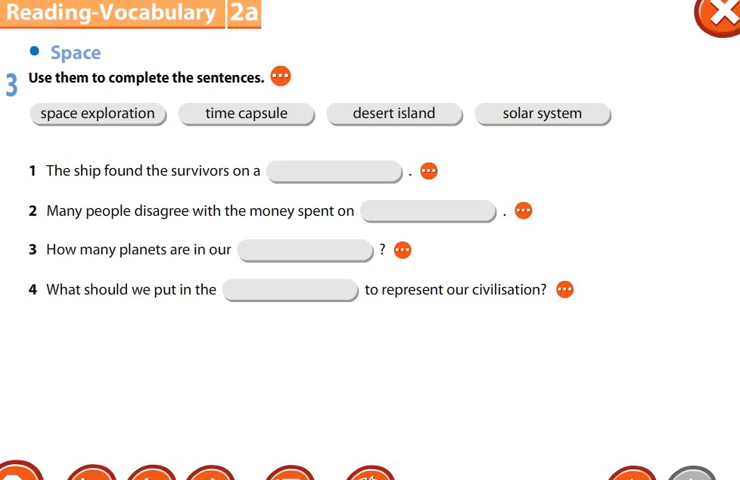 Reading-Vocabulary 2a
• Space
3 Use them to complete the sentences.
space exploration time capsule desert island solar system
1 The ship found the survivors on a .
2 Many people disagree with the money spent on .
3 How many planets are in our ?
4 What should we put in the to represent our civilisation?